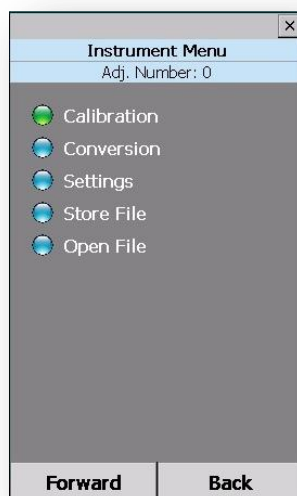 Instrument Menu
Adj. Number: 0
Calibration
Conversion
Settings
Store File
Open File
Forward
Back